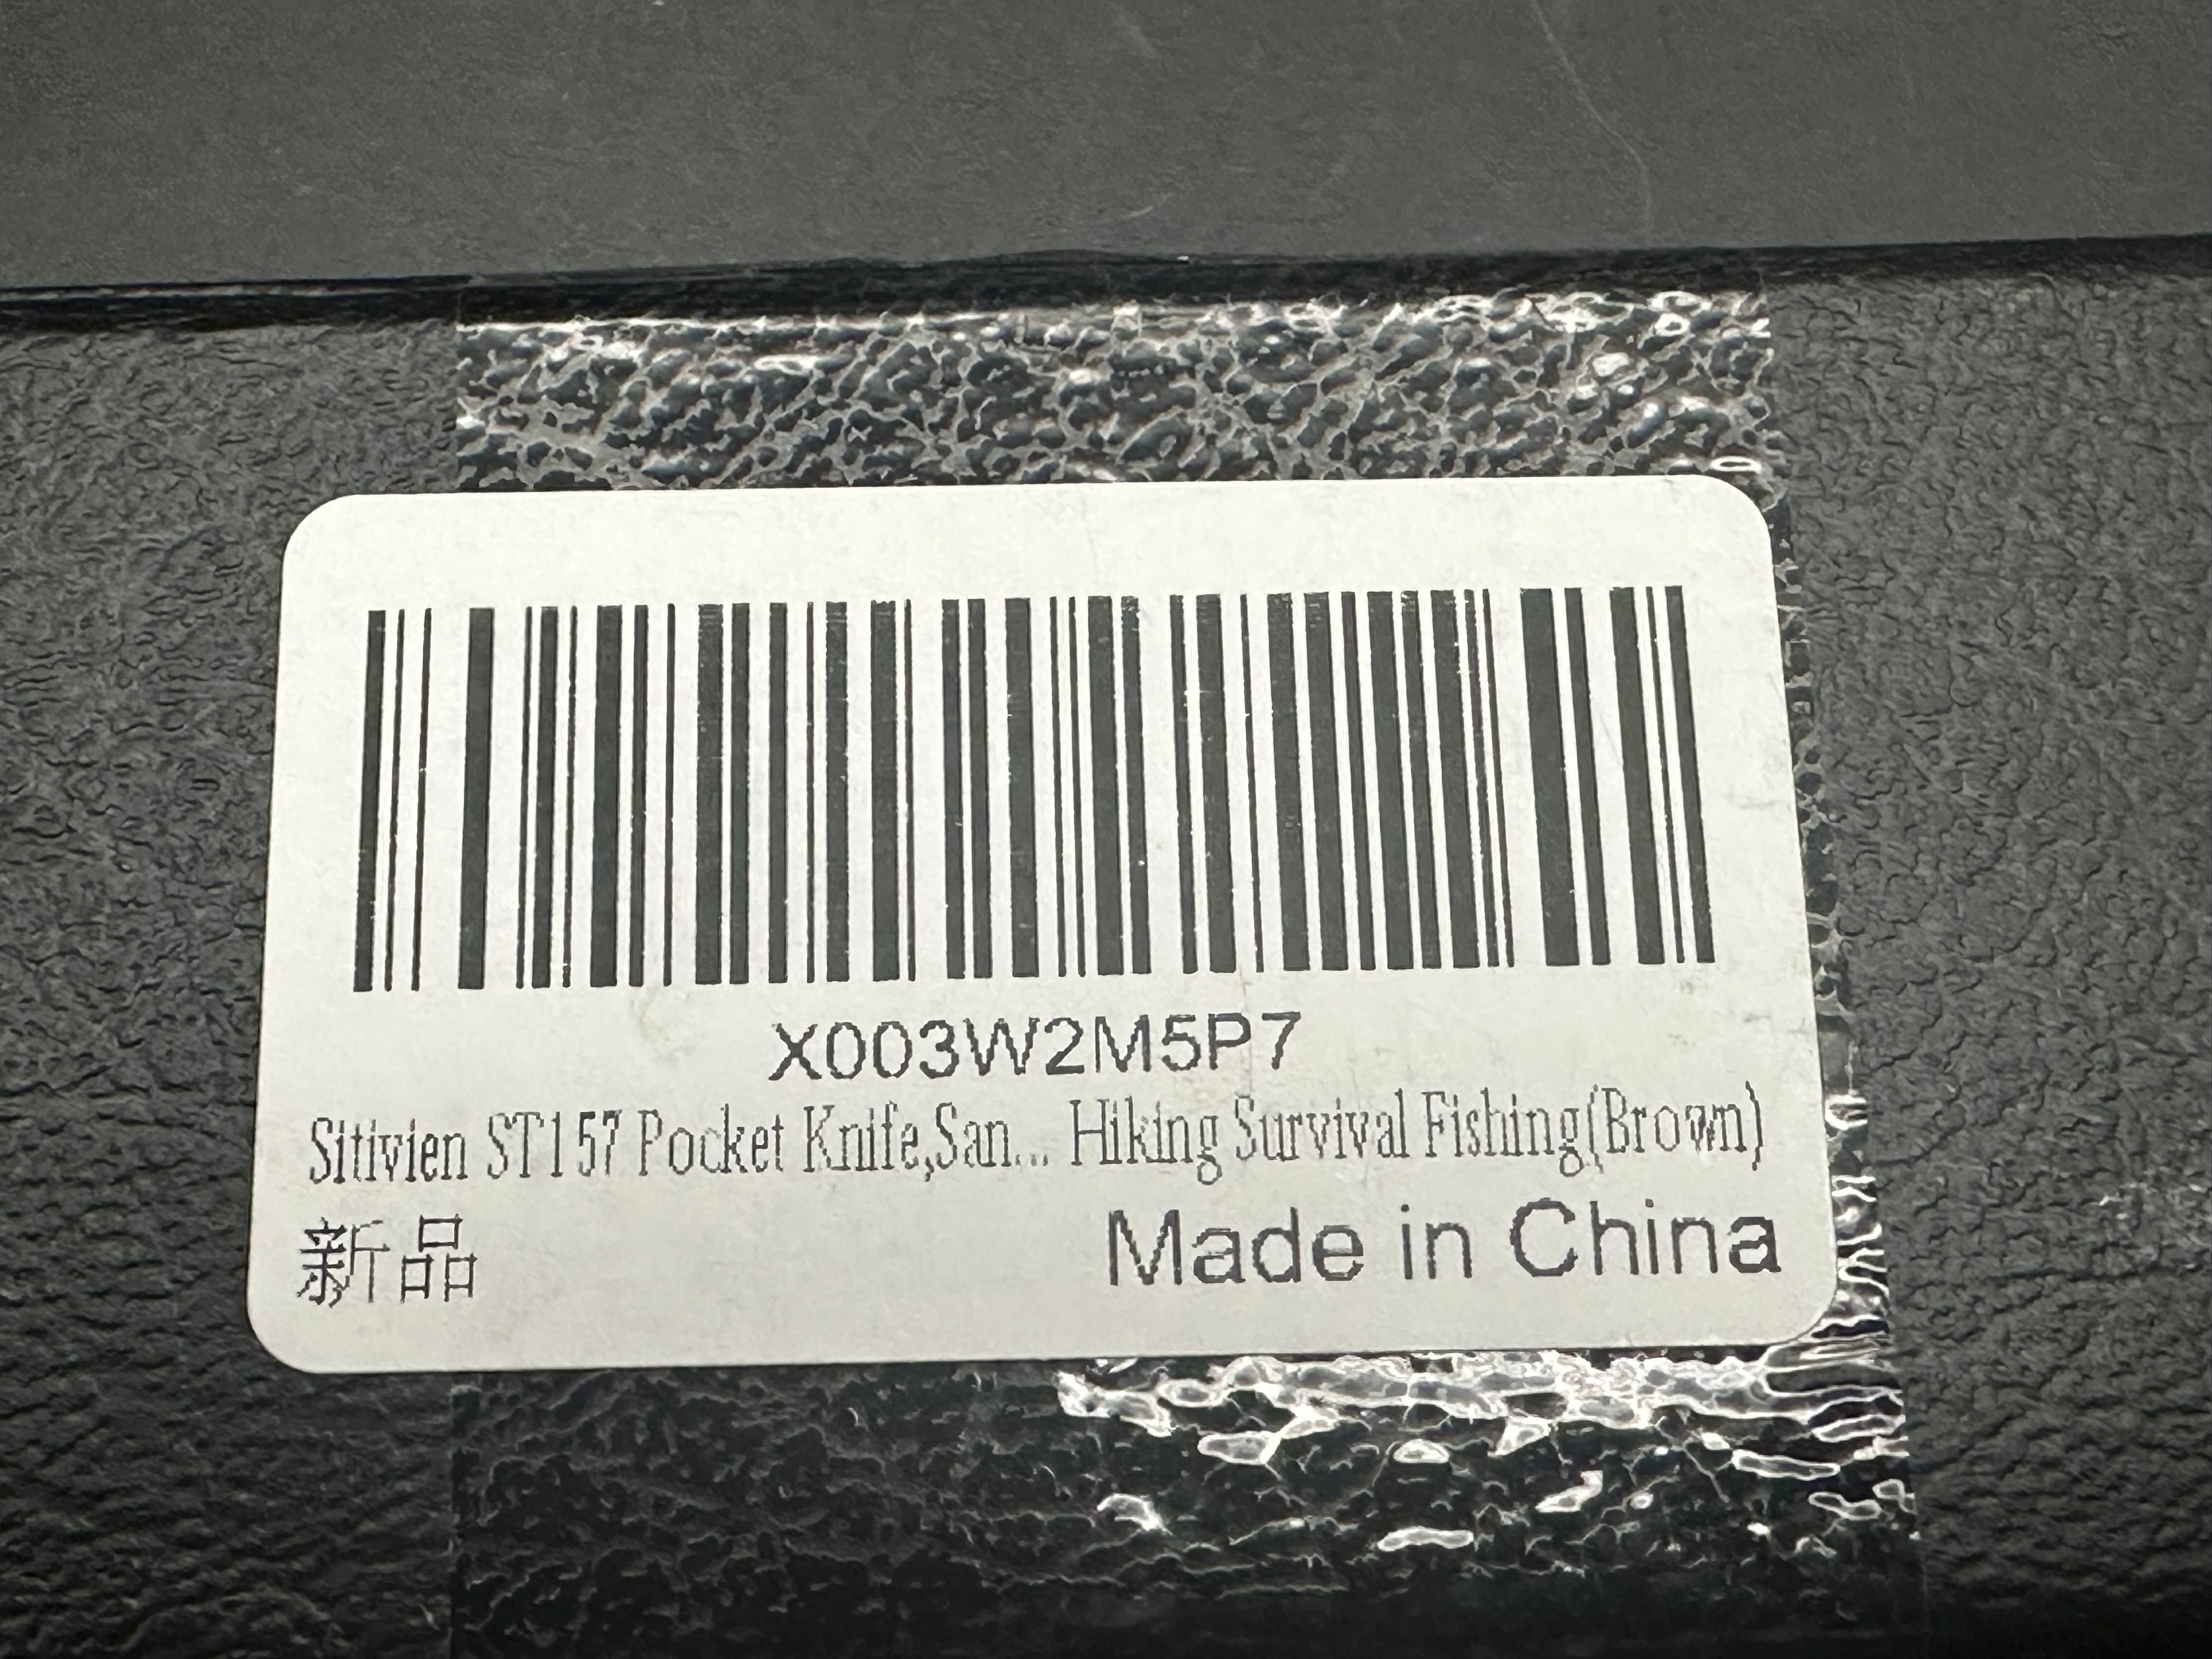 X003W2M5P7
Sitivien ST157 Pocket Knife,San... Hiking Survival Fishing(Brown)
新品
Made in China